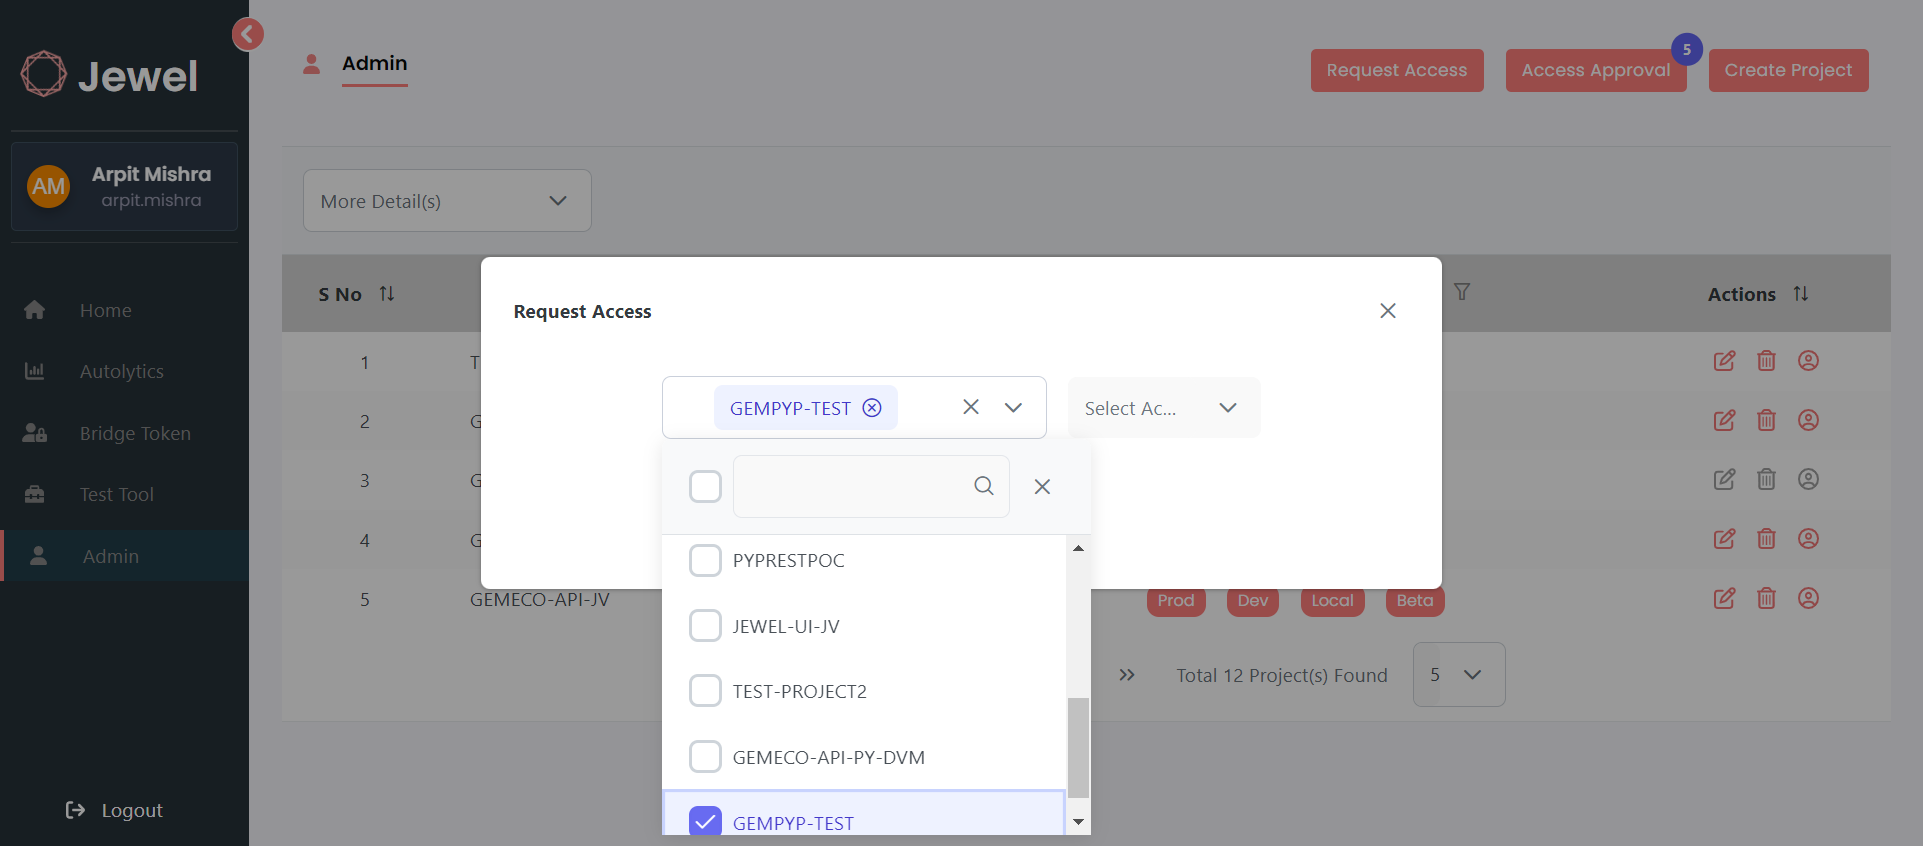 Jewel
AM
Arpit Mishra
arpit.mishra
Home
Autolytics
Bridge Token
Test Tool
Admin
Logout
Admin
Request Access
Access Approval
5
Create Project
More Detail(s)
S No
Actions
1
T
2
G
3
G
4
G
5
GEMECO-API-JV
Prod
Dev
Local
Beta
Total 12 Project(s) Found
5
Request Access
GEMPYP-TEST
Select Ac...
PYPRESTPOC
JEWEL-UI-JV
TEST-PROJECT2
GEMECO-API-PY-DVM
GEMPYP-TEST